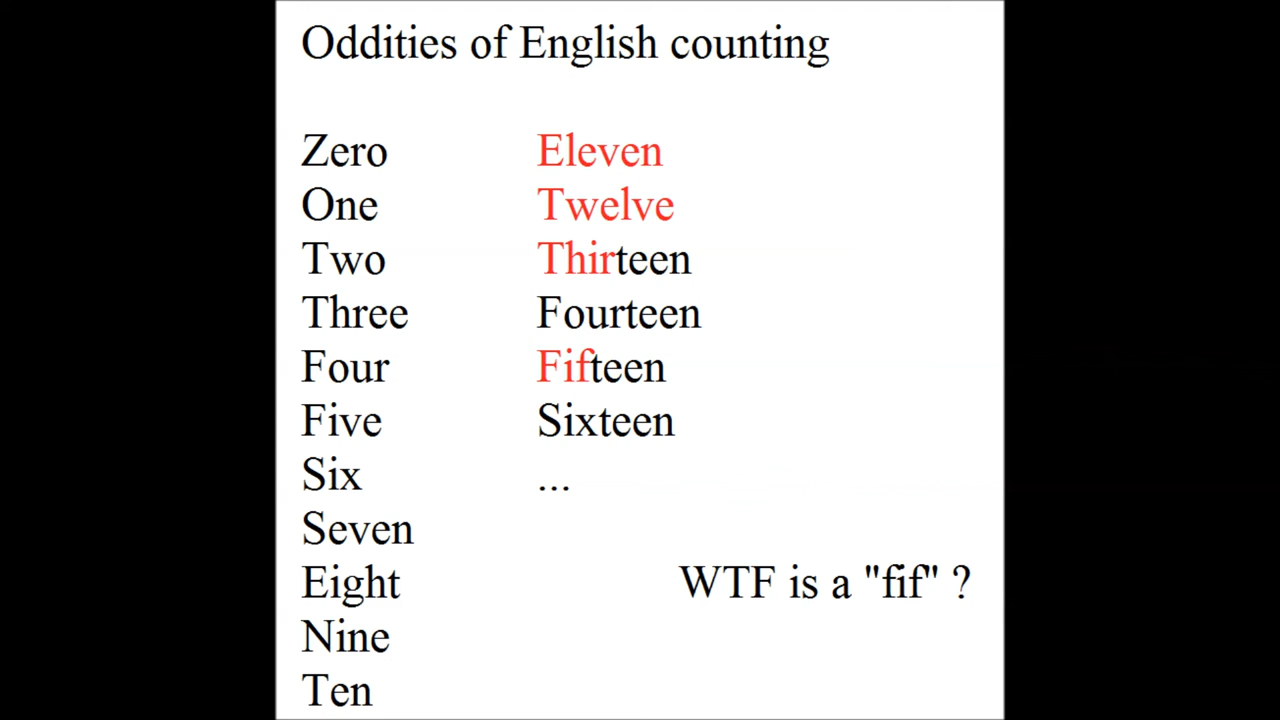 Oddities of English counting
Zero
One
Two
Three
Four
Five
Six
Seven
Eight
Nine
Ten
Eleven
Twelve
Thirteen
Fourteen
Fifteen
Sixteen
...
WTF is a "fif" ?